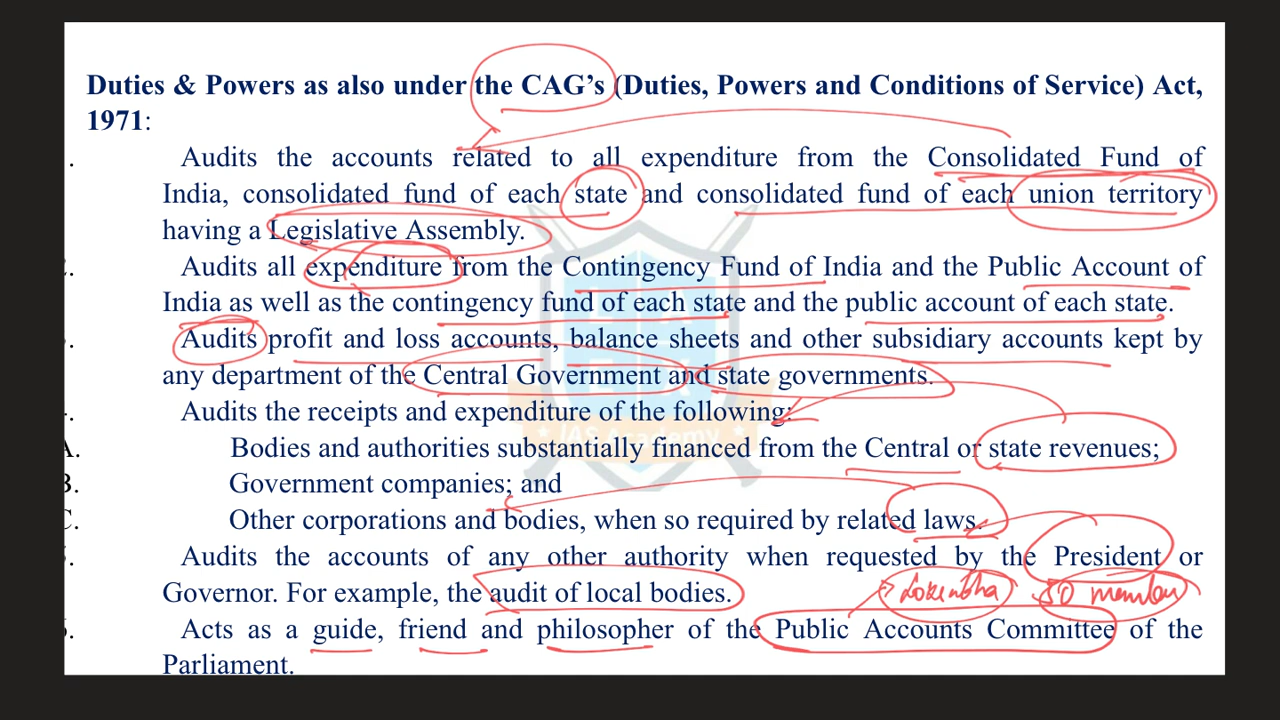 Duties & Powers as also under the CAG's (Duties, Powers and Conditions of Service) Act,
1971:
. Audits the accounts related to all expenditure from the Consolidated Fund of
India, consolidated fund of each state and consolidated fund of each union territory
having a Legislative Assembly.
. Audits all expenditure from the Contingency Fund of India and the Public Account of
India as well as the contingency fund of each state and the public account of each state.
. Audits profit and loss accounts, balance sheets and other subsidiary accounts kept by
any department of the Central Government and state governments.
. Audits the receipts and expenditure of the following:
A. Bodies and authorities substantially financed from the Central or state revenues;
B. Government companies; and
C. Other corporations and bodies, when so required by related laws.
. Audits the accounts of any other authority when requested by the President or
Governor. For example, the audit of local bodies.
. Acts as a guide, friend and philosopher of the Public Accounts Committee of the
Parliament.
IAS Academy